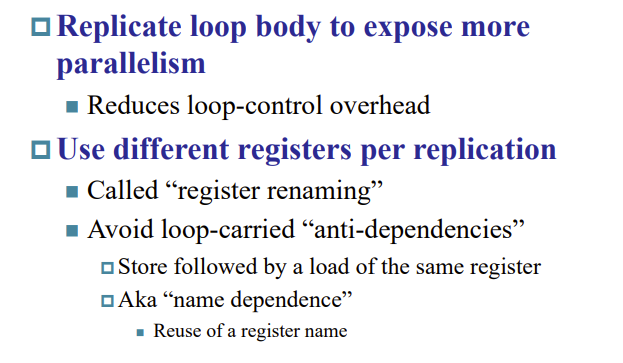 Replicate loop body to expose more
parallelism
Reduces loop-control overhead
Use different registers per replication
Called “register renaming”
Avoid loop-carried “anti-dependencies”
Store followed by a load of the same register
Aka “name dependence”
Reuse of a register name